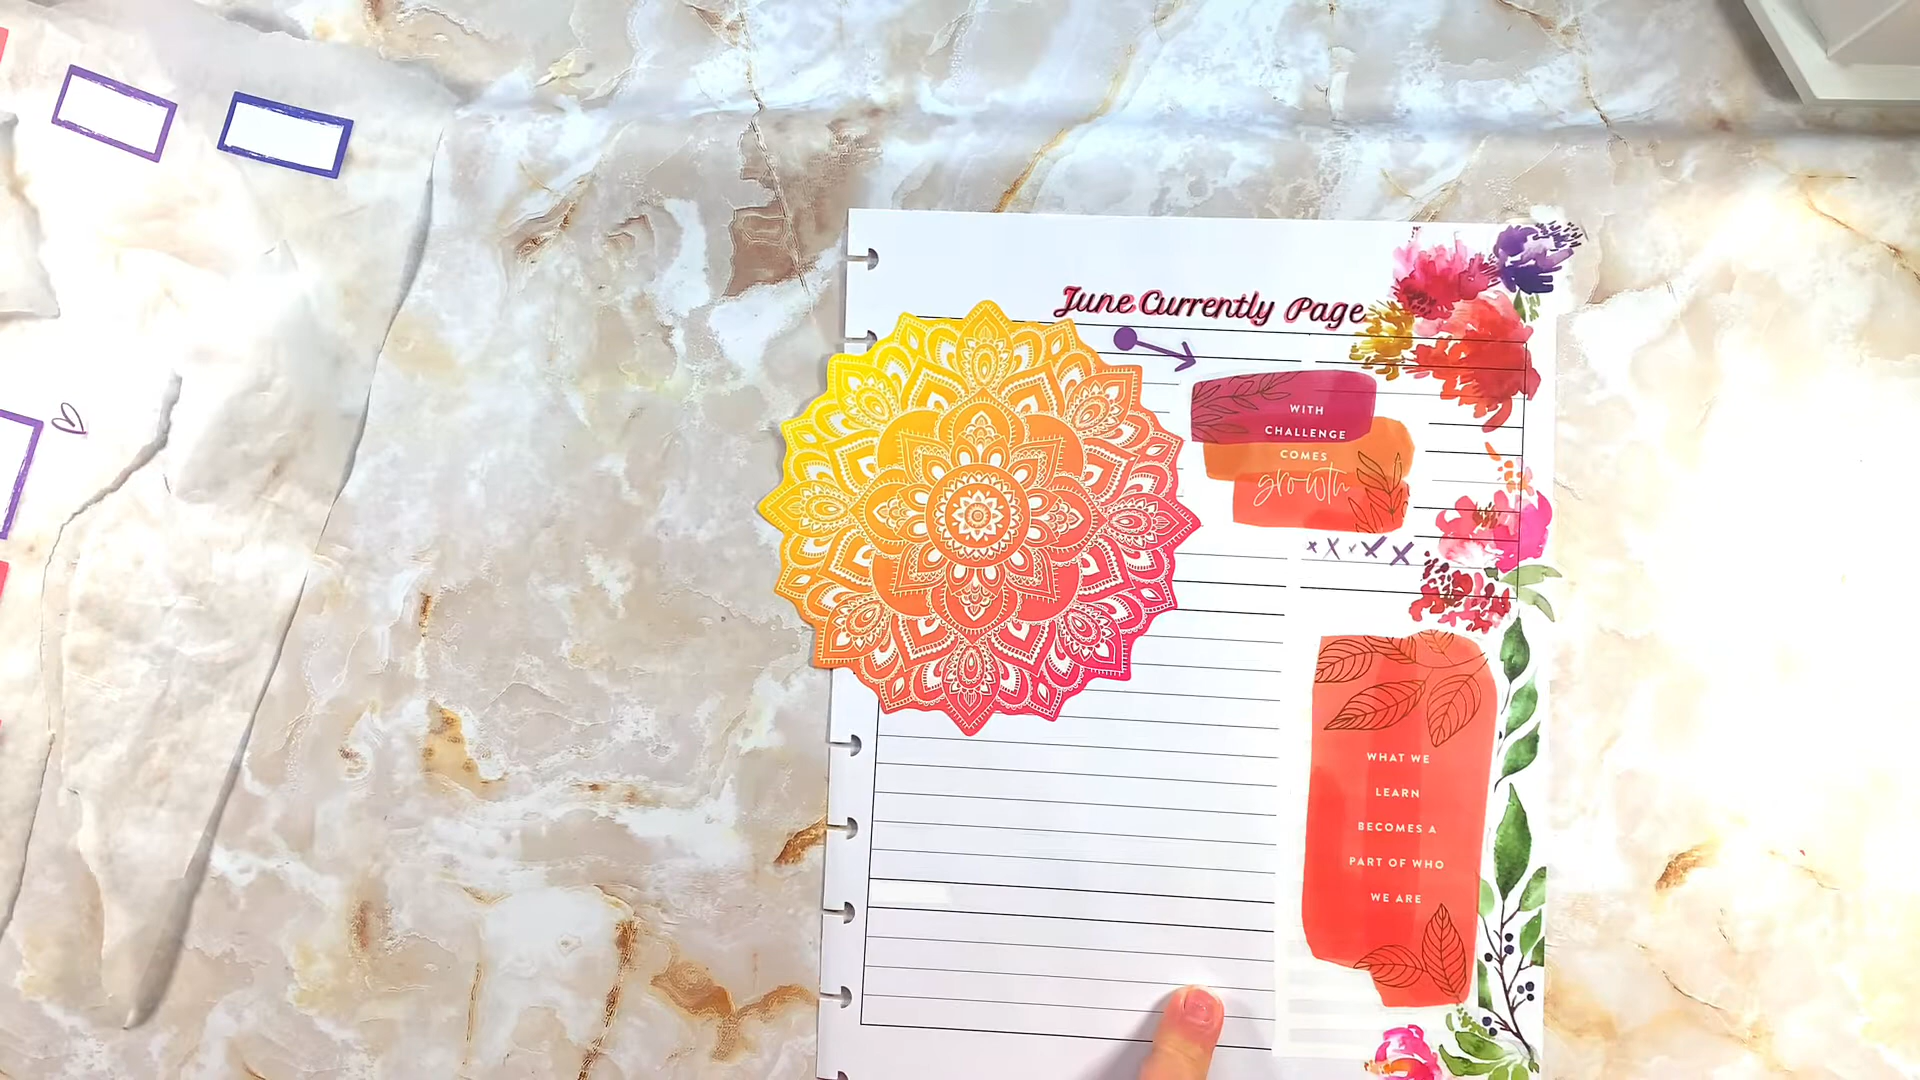 June Currently Page
WITH
CHALLENGE
COMES
growth
WHAT WE
LEARN
BECOMES A
PART OF WHO
WE ARE